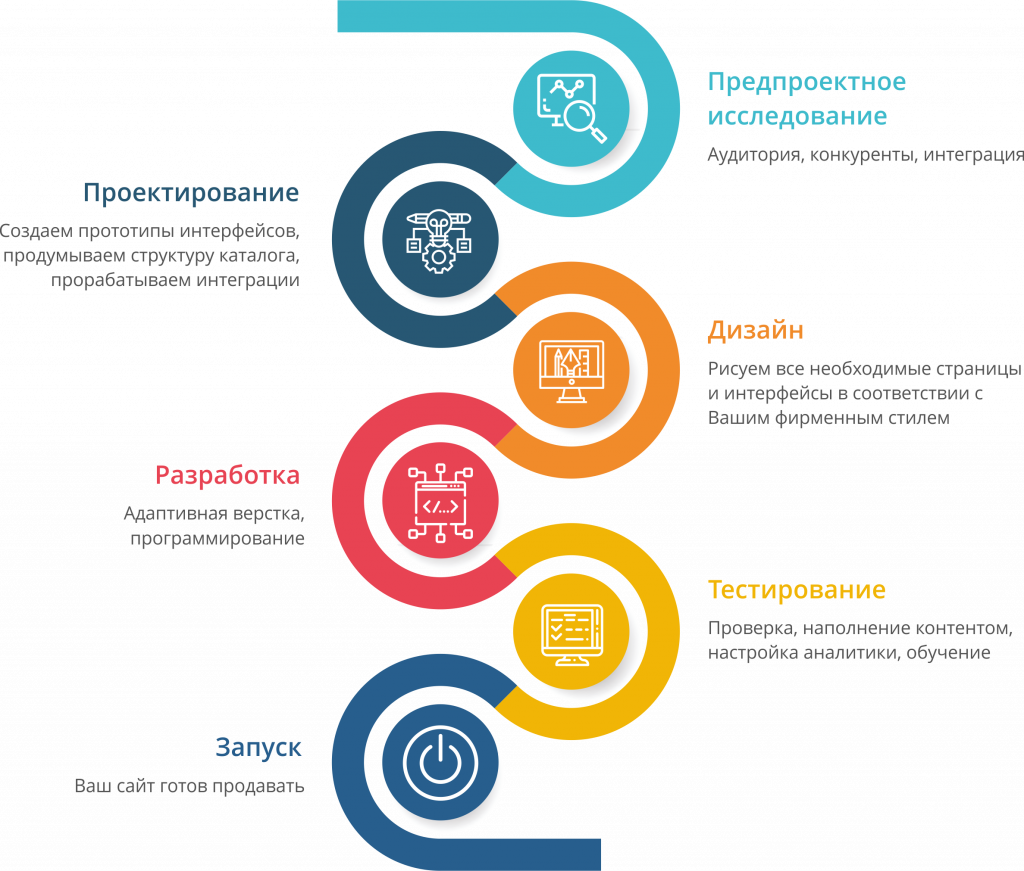 Предпроектное
исследование
Аудитория, конкуренты, интеграция
Проектирование
Создаем прототипы интерфейсов,
продумываем структуру каталога,
прорабатываем интеграции
Дизайн
Рисуем все необходимые страницы
и интерфейсы в соответствии с
Вашим фирменным стилем
Разработка
Адаптивная верстка,
программирование
Тестирование
Проверка, наполнение контентом,
настройка аналитики, обучение
Запуск
Ваш сайт готов продавать